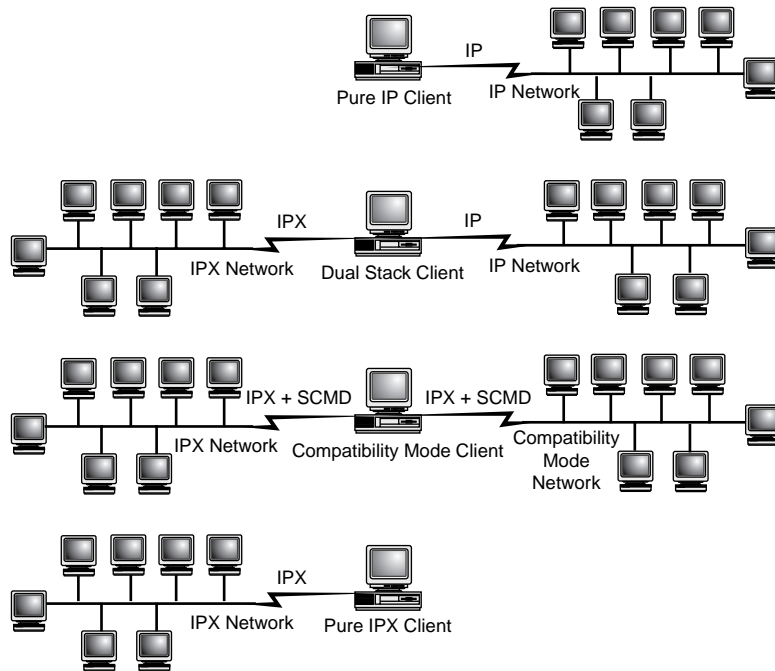 IP
Pure IP Client
IP Network
IPX
IP
IPX Network
Dual Stack Client
IP Network
IPX + SCMD
IPX + SCMD
IPX Network
Compatibility Mode Client
Compatibility
Mode
Network
IPX
IPX Network
Pure IPX Client